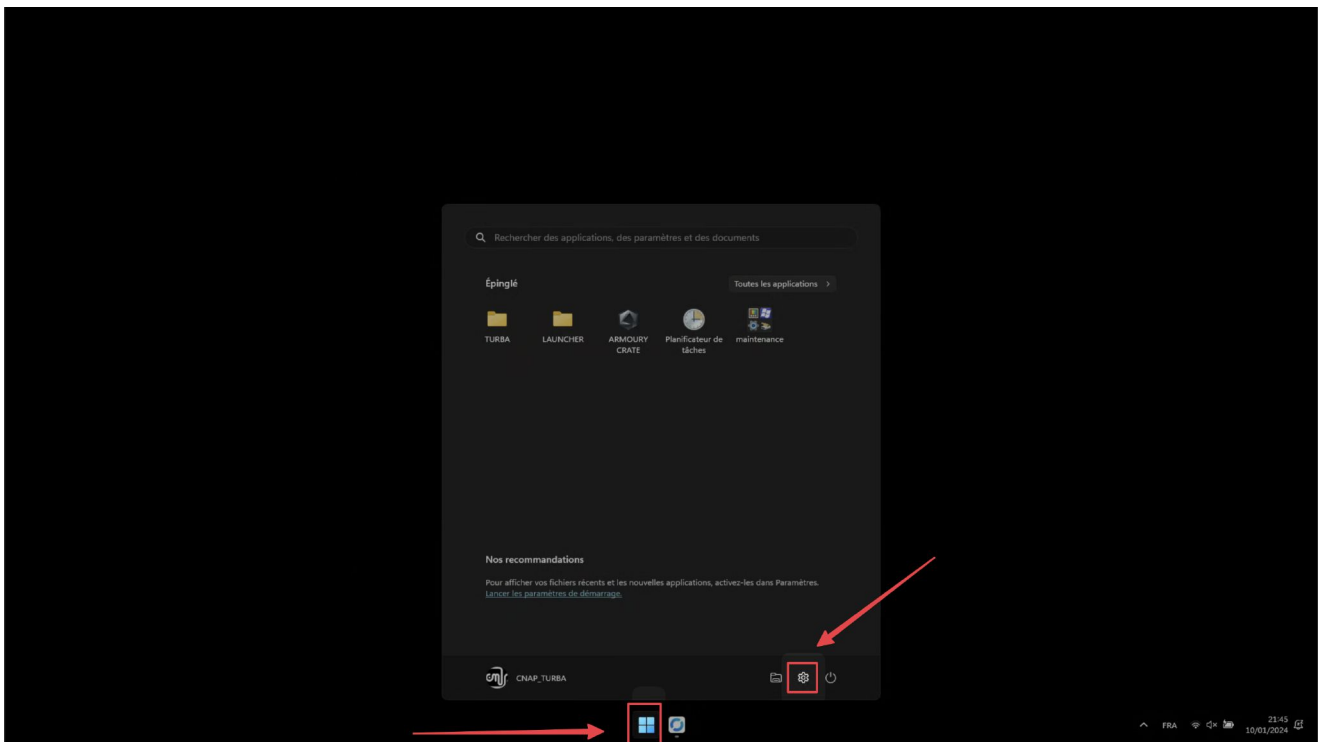 Rechercher des applications, des paramètres et des documents
Épinglé
Toutes les applications
TURBA
LAUNCHER
ARMOURY
CRATE
Planificateur de
tâches
maintenance
Nos recommandations
Pour afficher vos fichiers récents et les nouvelles applications, activez-les dans Paramètres.
Lancer les paramètres de démarrage.
CNAP_TURBA
FRA
21:45
10/01/2024